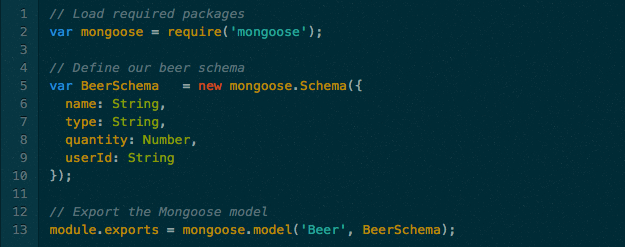 1 // Load required packages
2 var mongoose = require('mongoose');
3
4 // Define our beer schema
5 var BeerSchema   = new mongoose.Schema({
6   name: String,
7   type: String,
8   quantity: Number,
9   userId: String
10 });
11
12 // Export the Mongoose model
13 module.exports = mongoose.model('Beer', BeerSchema);